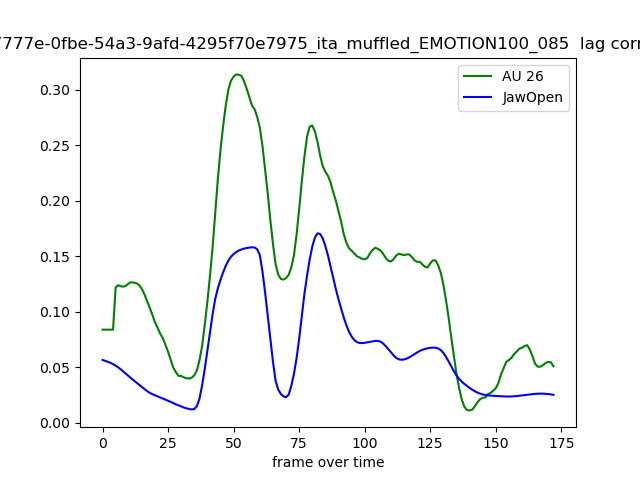 7777e-0fbe-54a3-9afd-4295f70e7975_ita_muffled_EMOTION100_085 lag corr
AU 26
JawOpen
0.30
0.25
0.20
0.15
0.10
0.05
0.00
0 25 50 75 100 125 150 175
frame over time